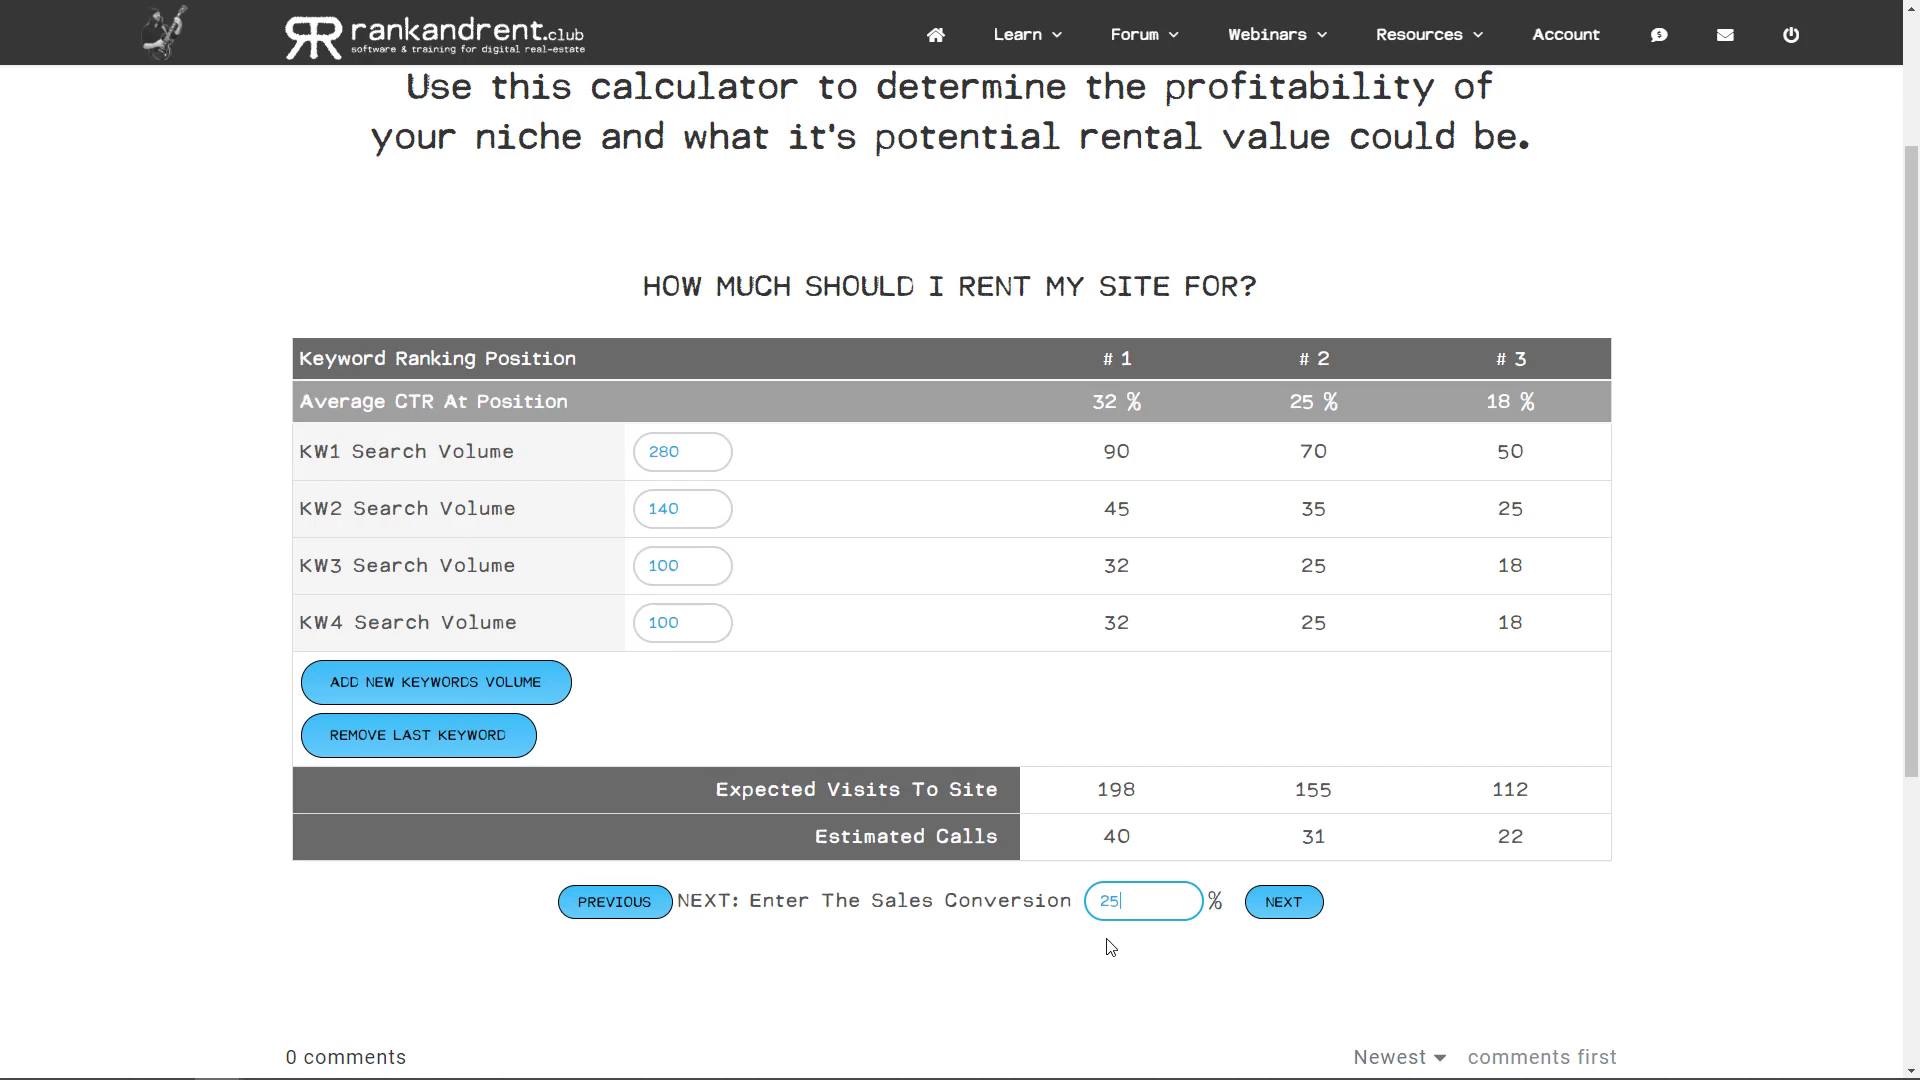 rankandrent.club
software & training for digital real-estate
Learn Forum Webinars Resources Account
Use this calculator to determine the profitability of
your niche and what it's potential rental value could be.
HOW MUCH SHOULD I RENT MY SITE FOR?
Keyword Ranking Position # 1 # 2 # 3
Average CTR At Position 32 % 25 % 18 %
KW1 Search Volume 280 90 70 50
KW2 Search Volume 140 45 35 25
KW3 Search Volume 100 32 25 18
KW4 Search Volume 100 32 25 18
ADD NEW KEYWORDS VOLUME
REMOVE LAST KEYWORD
Expected Visits To Site 198 155 112
Estimated Calls 40 31 22
PREVIOUS NEXT: Enter The Sales Conversion 25 % NEXT
0 comments Newest comments first